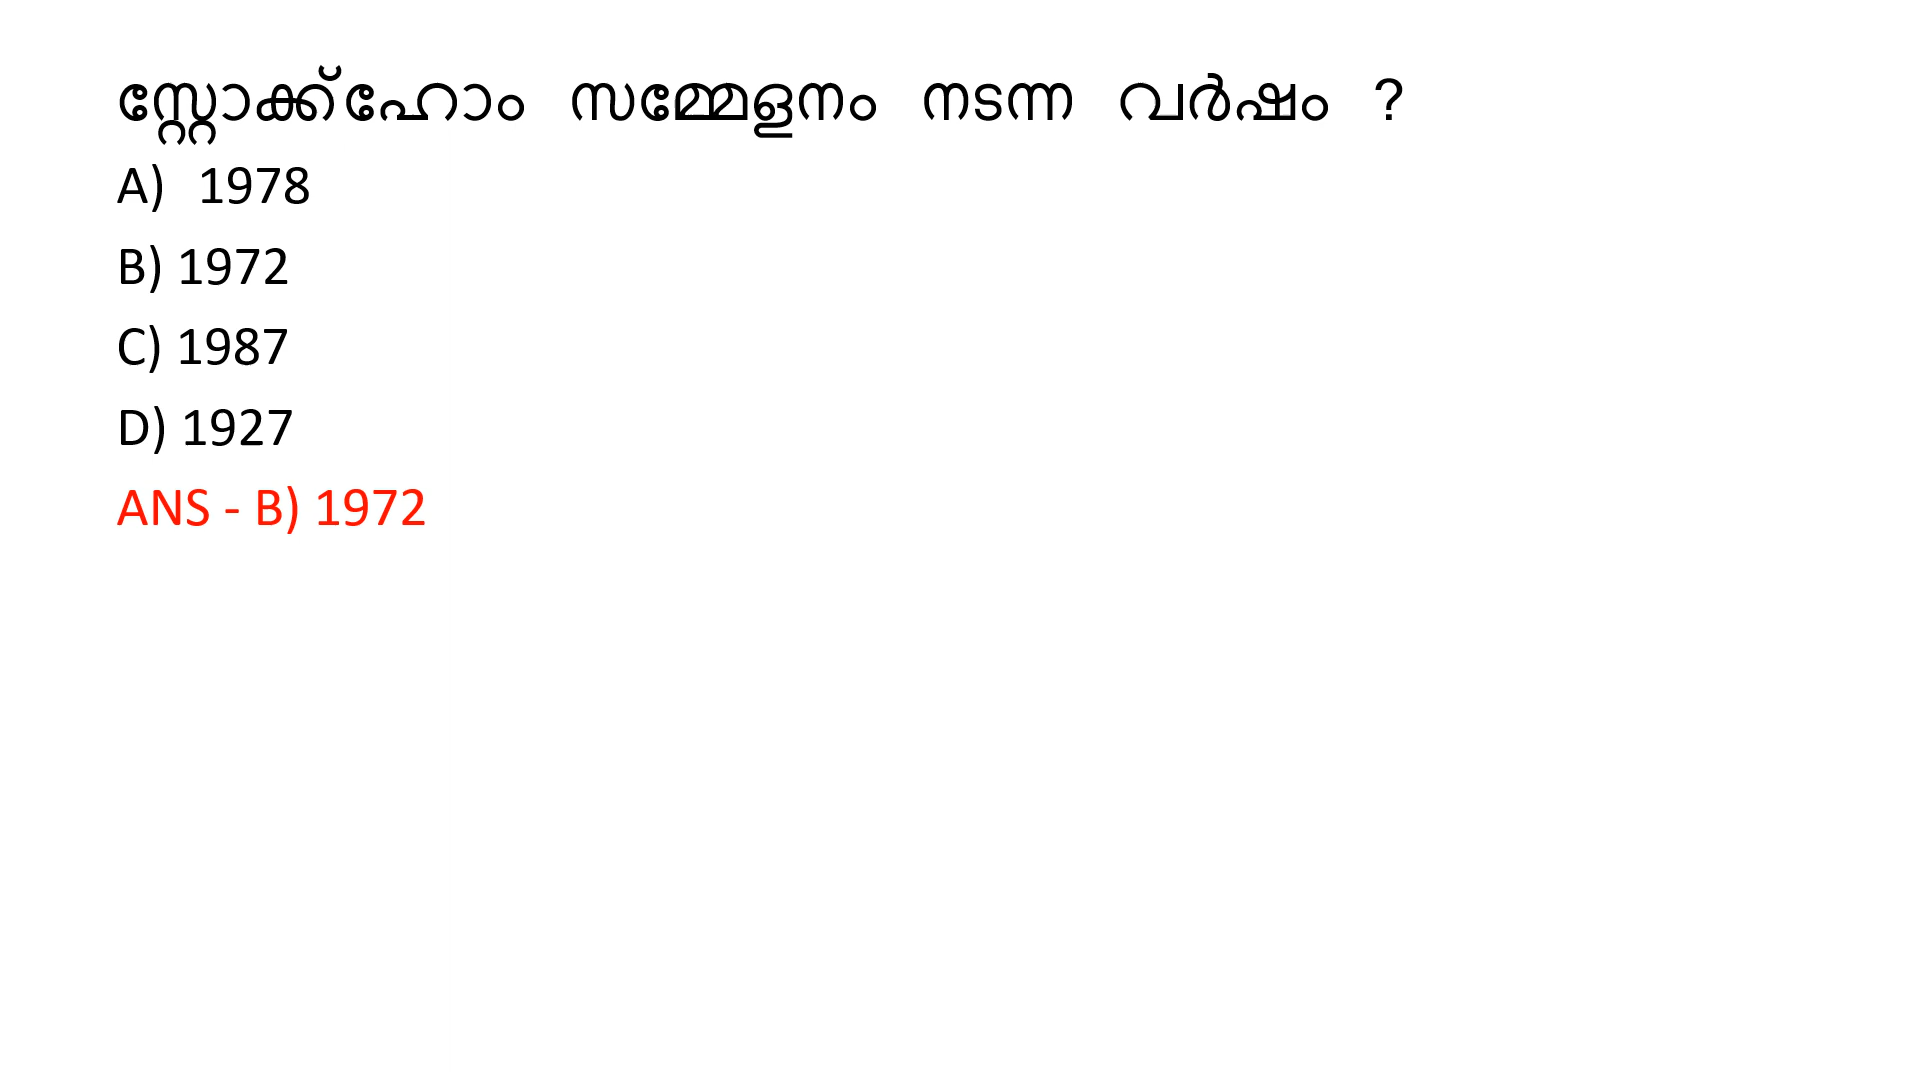 സ്റ്റോക്ക്ഹോം സമ്മേളനം നടന്ന വർഷം ?
A) 1978
B) 1972
C) 1987
D) 1927
ANS - B) 1972